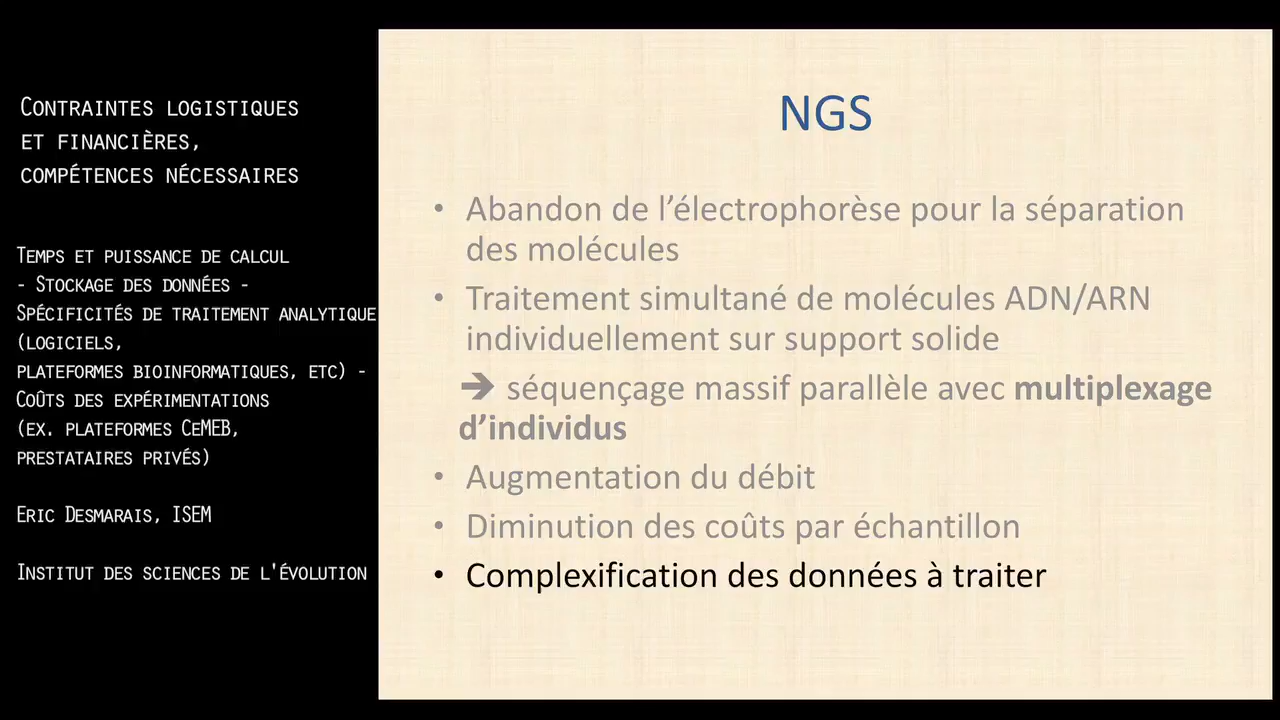 Contraintes logistiques
et financières,
compétences nécessaires
Temps et puissance de calcul
- Stockage des données -
Spécificités de traitement analytique
(logiciels,
plateformes bioinformatiques, etc) -
Coûts des expérimentations
(ex. plateformes CeMEB,
prestataires privés)
Eric Desmarais, ISEM
Institut des sciences de l'évolution
NGS
• Abandon de l’électrophorèse pour la séparation
des molécules
• Traitement simultané de molécules ADN/ARN
individuellement sur support solide
➔ séquençage massif parallèle avec multiplexage
d’individus
• Augmentation du débit
• Diminution des coûts par échantillon
• Complexification des données à traiter